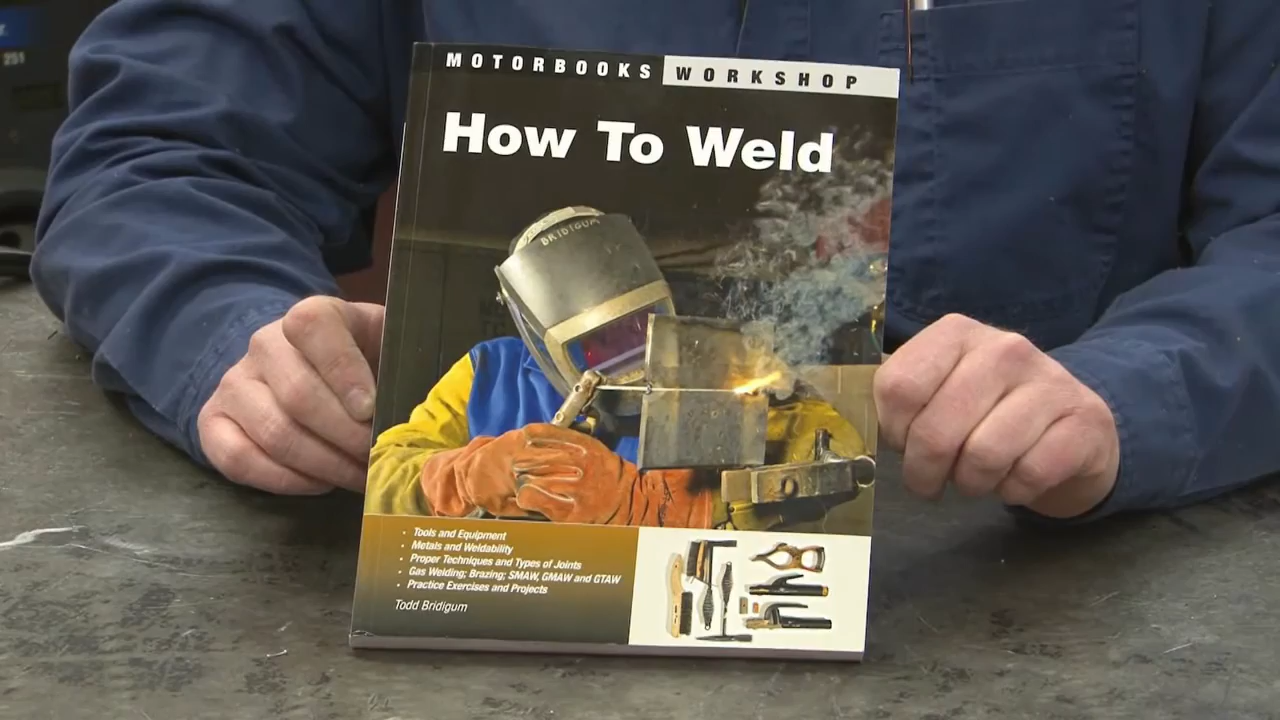 251
MOTORBOOKS WORKSHOP
How To Weld
BRIDIGUM
• Tools and Equipment
• Metals and Weldability
• Proper Techniques and Types of Joints
• Gas Welding; Brazing; SMAW, GMAW and GTAW
• Practice Exercises and Projects
Todd Bridigum